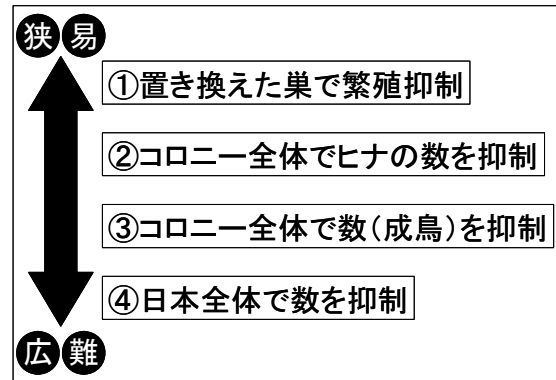 狭易
①置き換えた巣で繁殖抑制
②コロニー全体でヒナの数を抑制
③コロニー全体で数(成鳥)を抑制
④日本全体で数を抑制
広難